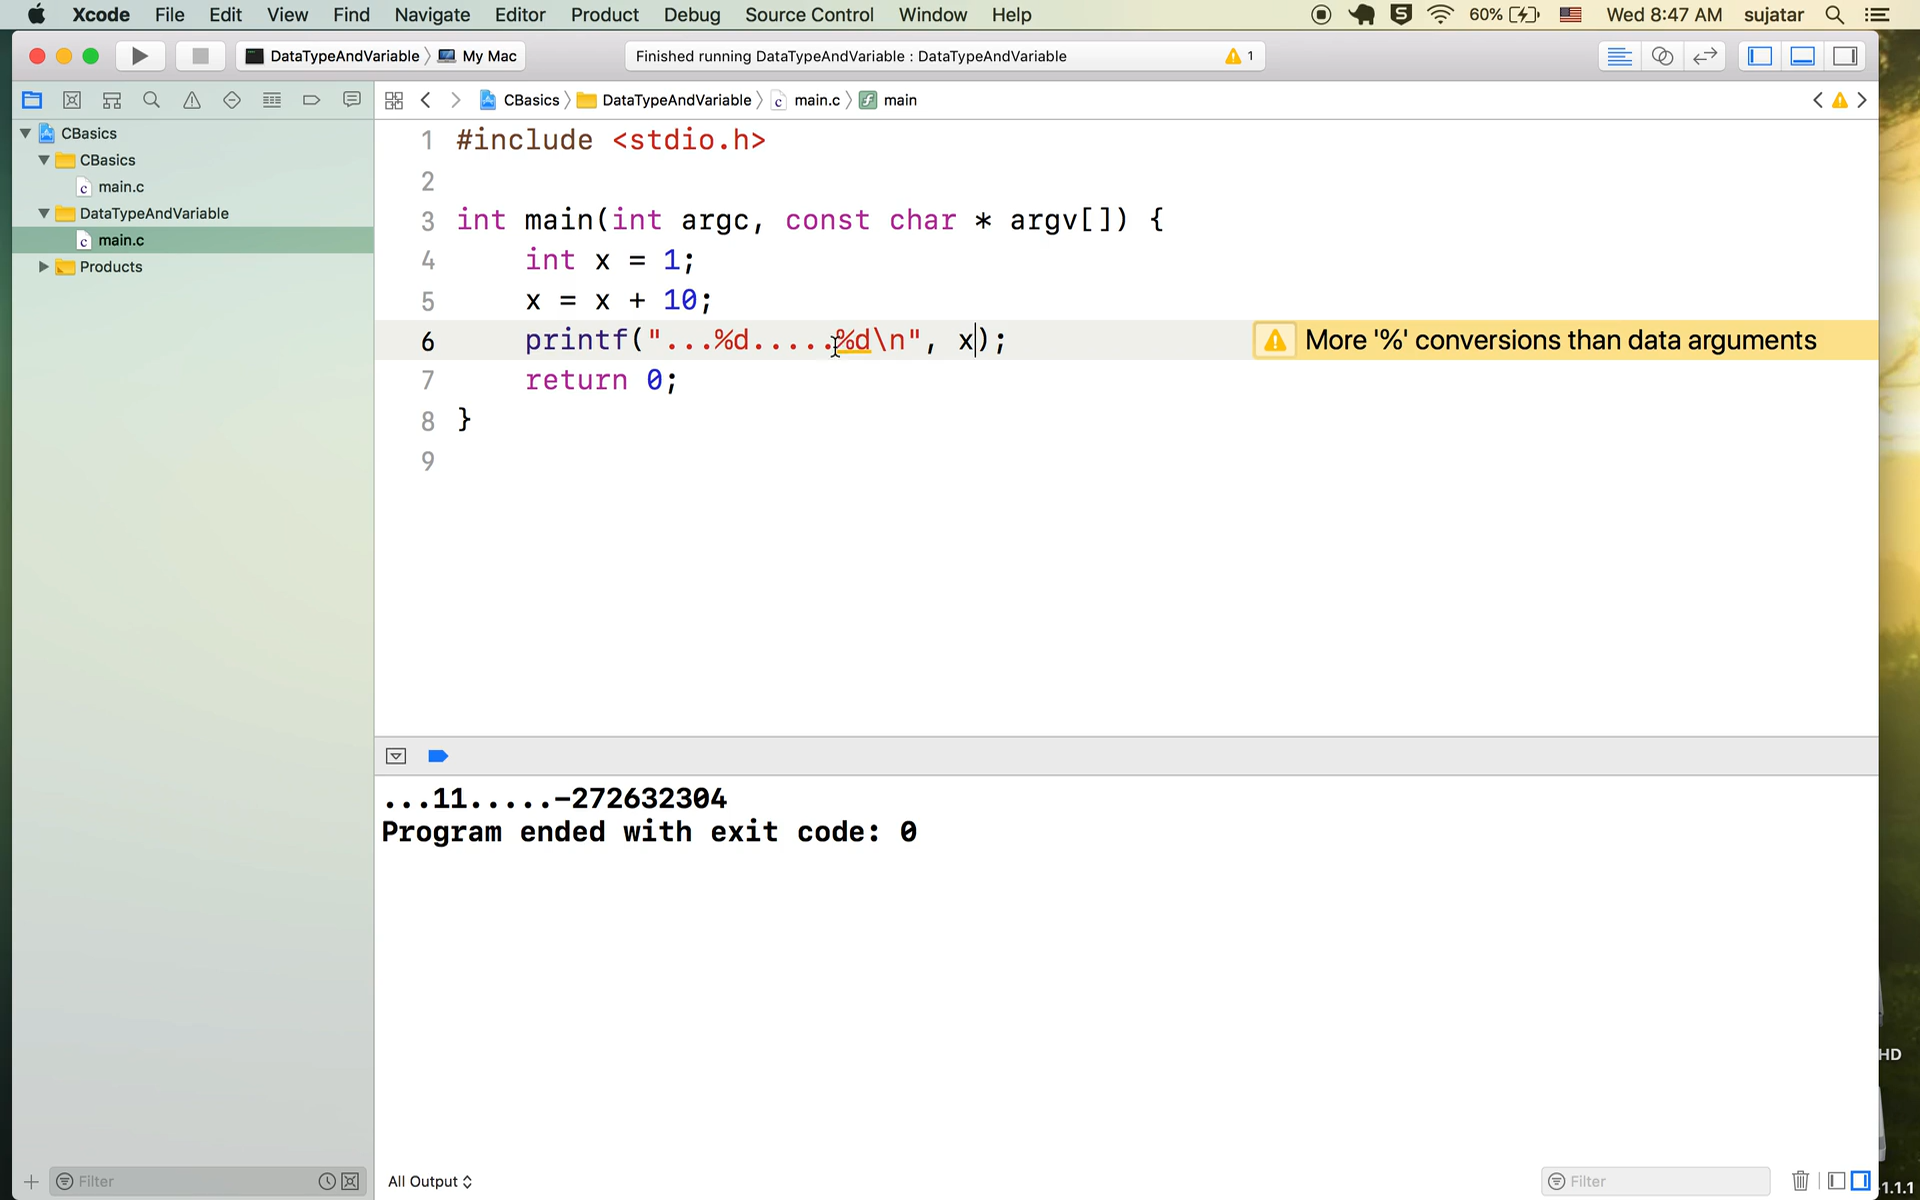 Xcode File Edit View Find Navigate Editor Product Debug Source Control Window Help 60% Wed 8:47 AM sujatar
DataTypeAndVariable My Mac Finished running DataTypeAndVariable : DataTypeAndVariable 1
CBasics DataTypeAndVariable main.c main
CBasics
CBasics
main.c
DataTypeAndVariable
main.c
Products
1 #include <stdio.h>
2
3 int main(int argc, const char * argv[]) {
4 int x = 1;
5 x = x + 10;
6 printf("...%d.....%d\n", x); More '%' conversions than data arguments
7 return 0;
8 }
9
...11.....-272632304
Program ended with exit code: 0
HD
Filter All Output Filter
-1.1.1